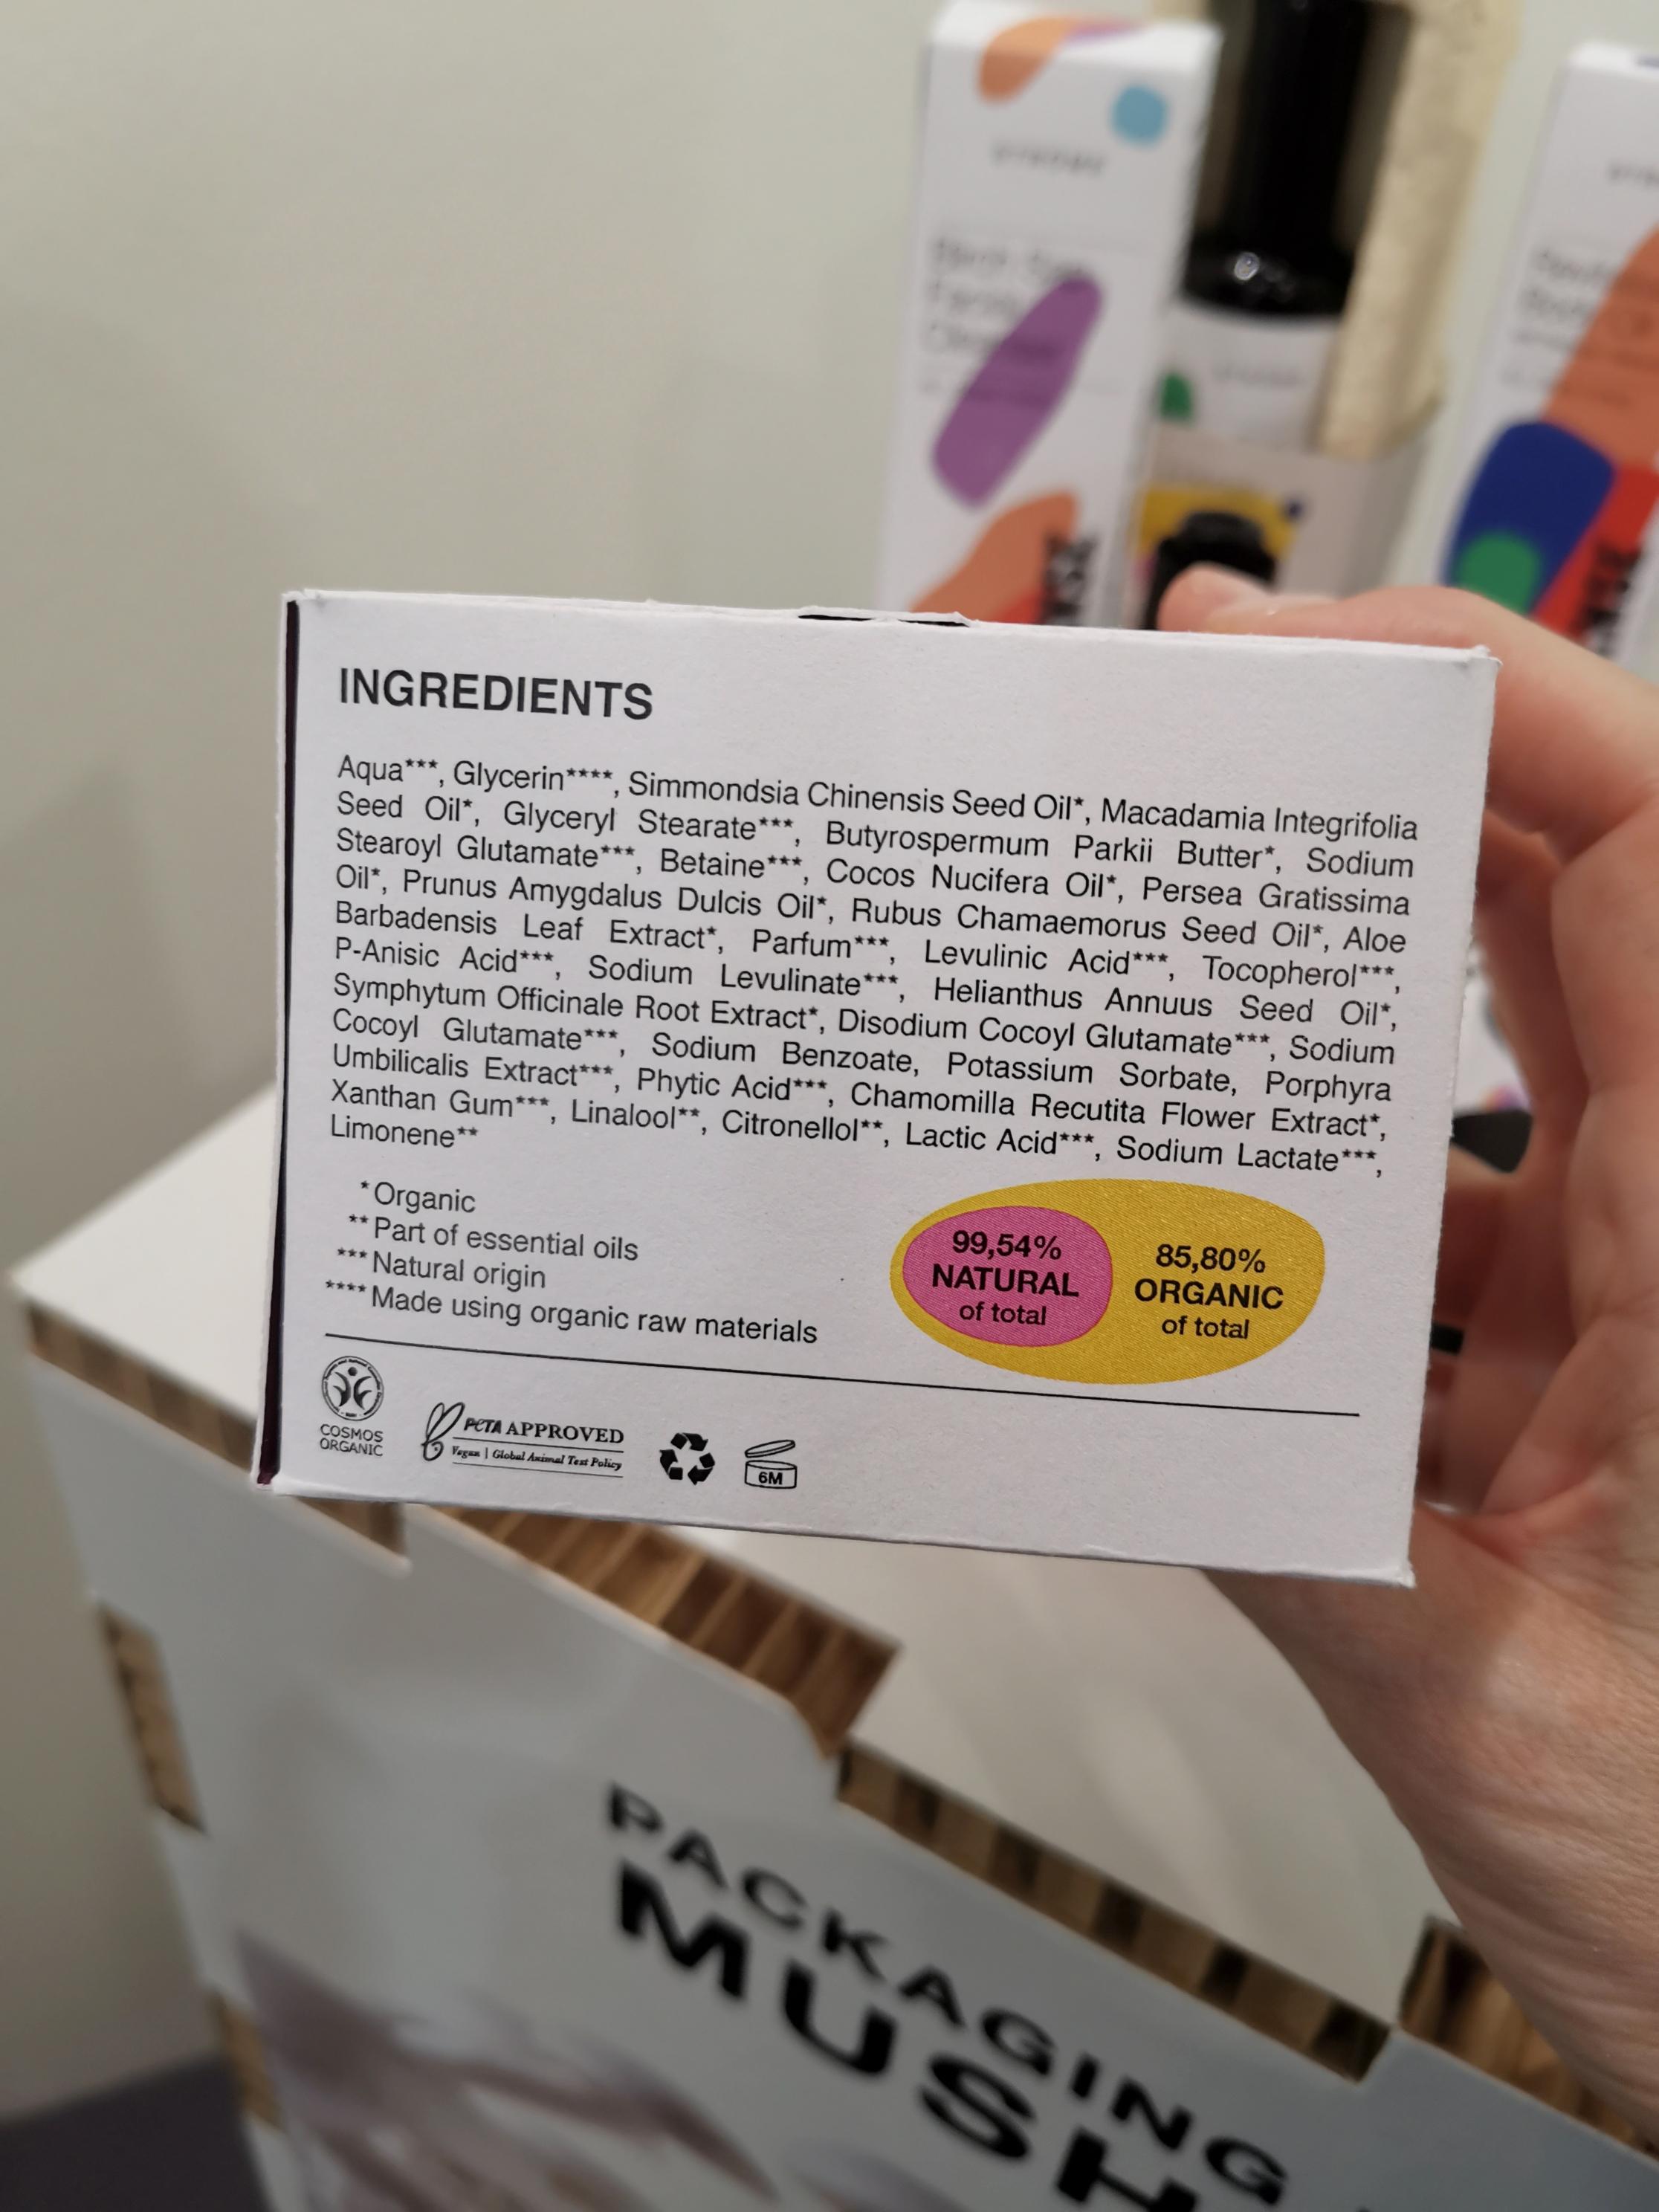 INGREDIENTS
Aqua***, Glycerin****, Simmondsia Chinensis Seed Oil*, Macadamia Integrifolia
Seed Oil*, Glyceryl Stearate***, Butyrospermum Parkii Butter*, Sodium
Stearoyl Glutamate***, Betaine***, Cocos Nucifera Oil*, Persea Gratissima
Oil*, Prunus Amygdalus Dulcis Oil*, Rubus Chamaemorus Seed Oil*, Aloe
Barbadensis Leaf Extract*, Parfum***, Levulinic Acid***, Tocopherol***,
P-Anisic Acid***, Sodium Levulinate***, Helianthus Annuus Seed Oil*,
Symphytum Officinale Root Extract*, Disodium Cocoyl Glutamate***, Sodium
Cocoyl Glutamate***, Sodium Benzoate, Potassium Sorbate, Porphyra
Umbilicalis Extract***, Phytic Acid***, Chamomilla Recutita Flower Extract*,
Xanthan Gum***, Linalool**, Citronellol**, Lactic Acid***, Sodium Lactate***,
Limonene**
*Organic
**Part of essential oils
***Natural origin
****Made using organic raw materials
99,54%
NATURAL
of total
85,80%
ORGANIC
of total
COSMOS
ORGANIC
PETA APPROVED
Vegan | Global Animal Test Policy
6M
PACKAGING
MUSH